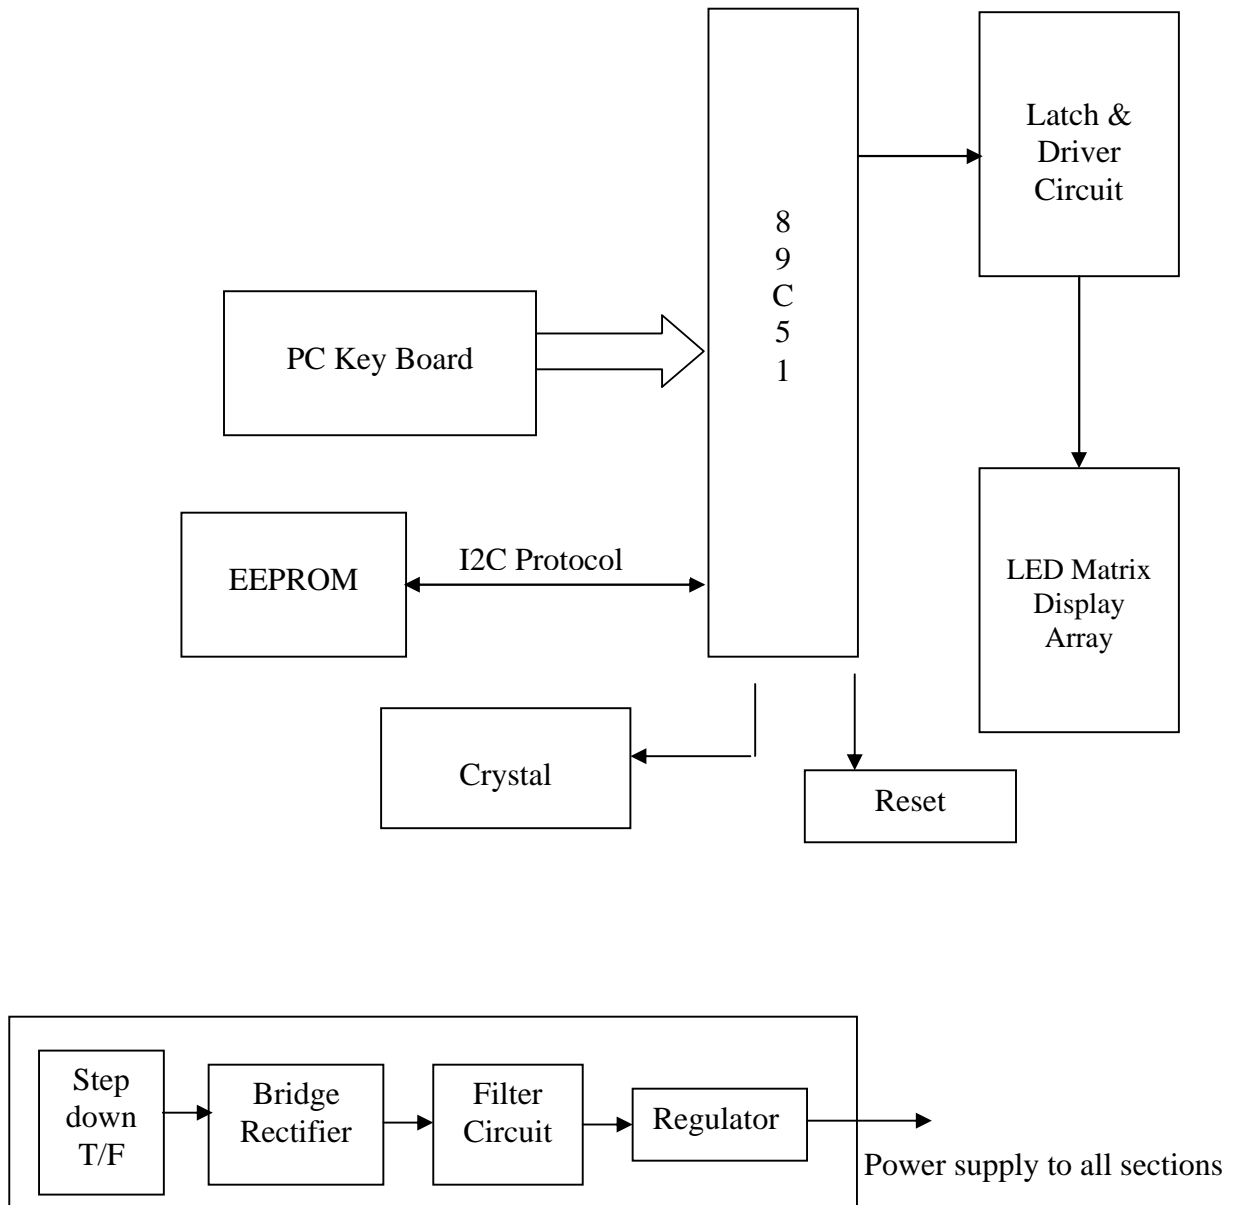 Latch &
Driver
Circuit
8
9
C
5
1
PC Key Board
I2C Protocol
EEPROM
LED Matrix
Display
Array
Crystal
Reset
Step
down
T/F
Bridge
Rectifier
Filter
Circuit
Regulator
Power supply to all sections